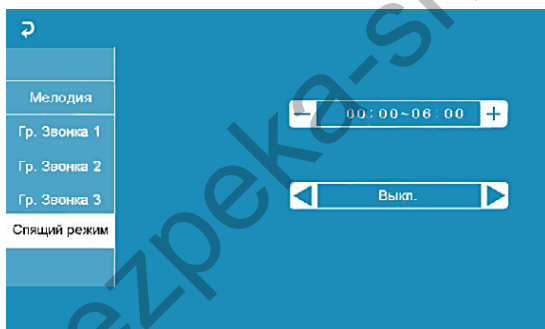 Мелодия
— 00:00~06:00 +
Гр. Звонка 1
Гр. Звонка 2
Гр. Звонка 3
Выкл.
Спящий режим